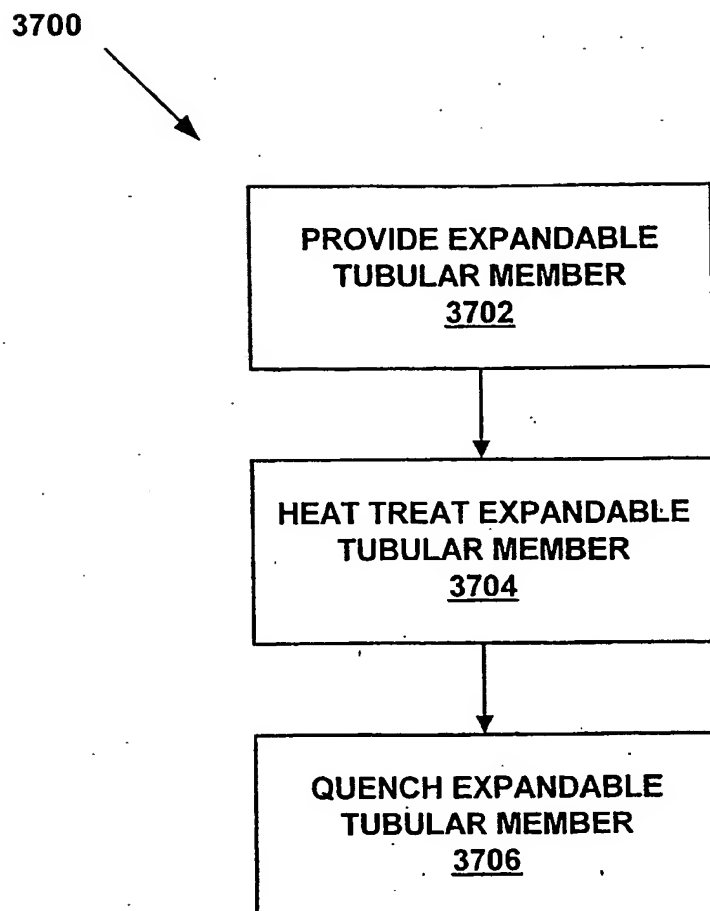 3700
PROVIDE EXPANDABLE
TUBULAR MEMBER
3702
HEAT TREAT EXPANDABLE
TUBULAR MEMBER
3704
QUENCH EXPANDABLE
TUBULAR MEMBER
3706